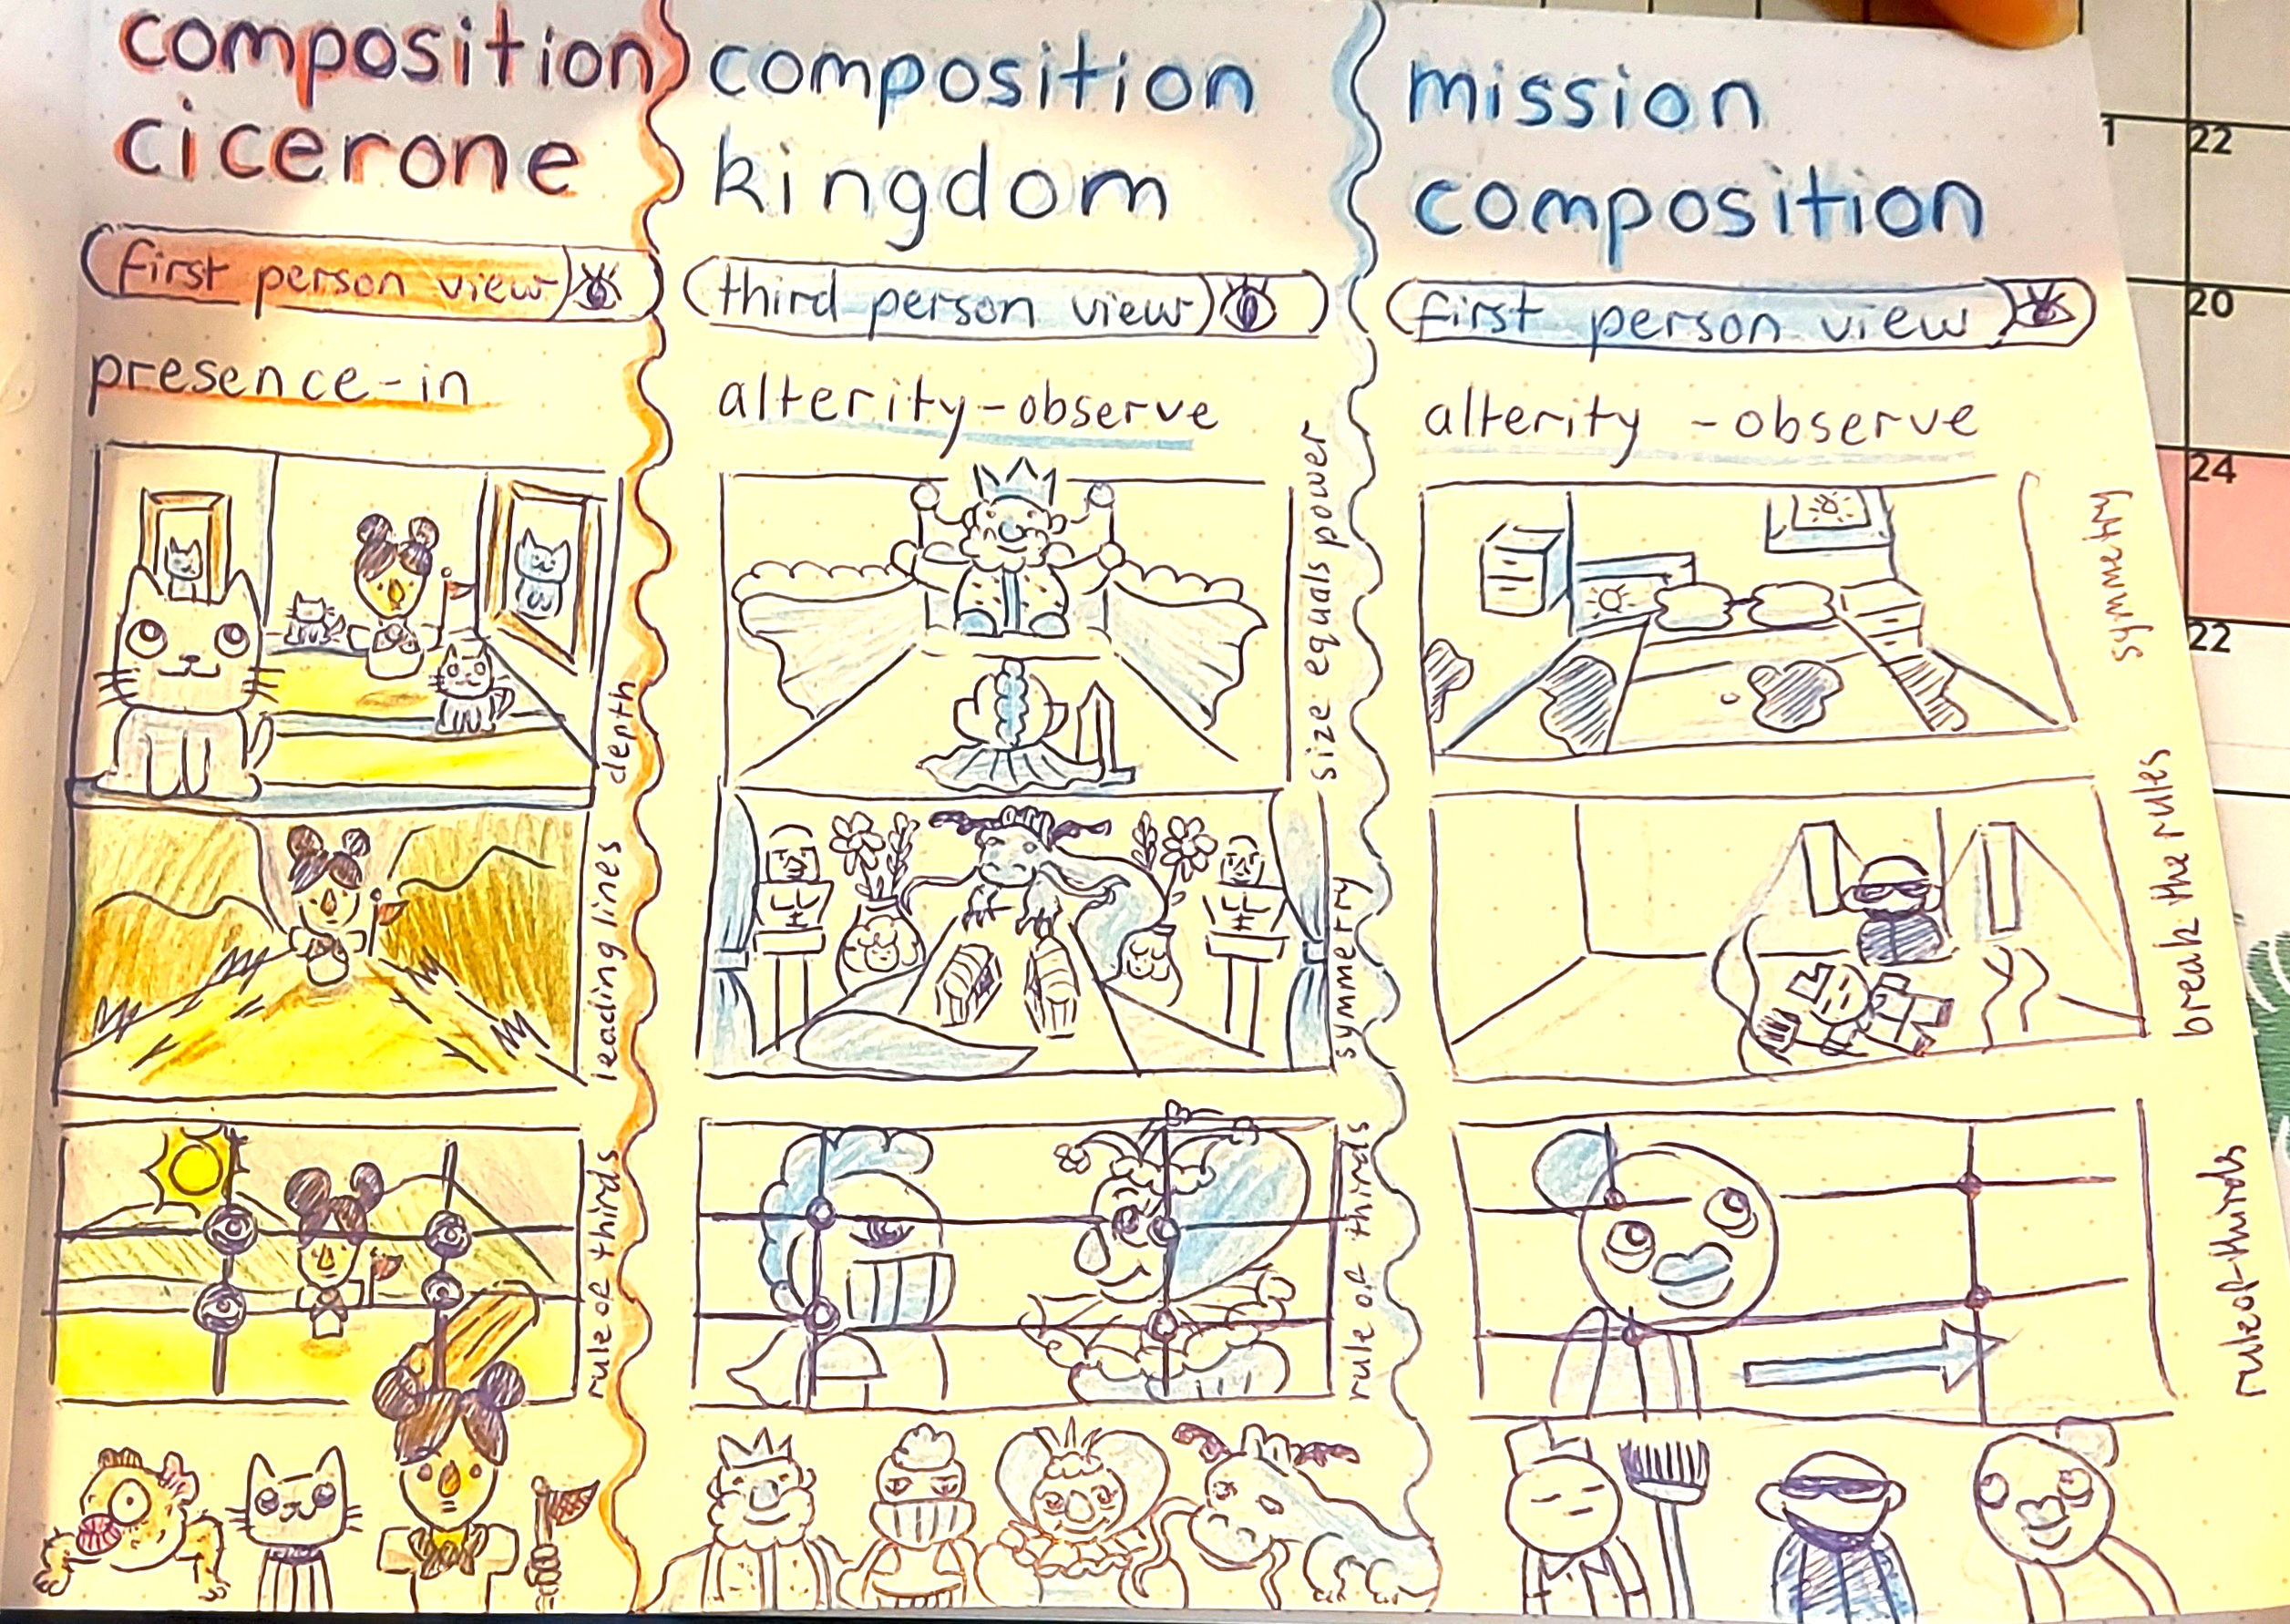 composition
cicerone
first person view
presence-in
depth
leading lines
rule of thirds
composition
kingdom
third person view
alterity-observe
size equals power
symmetry
rule of thirds
mission
composition
first person view
alterity -observe
symmetry
break the rules
rule of thirds
1
22
20
24
22